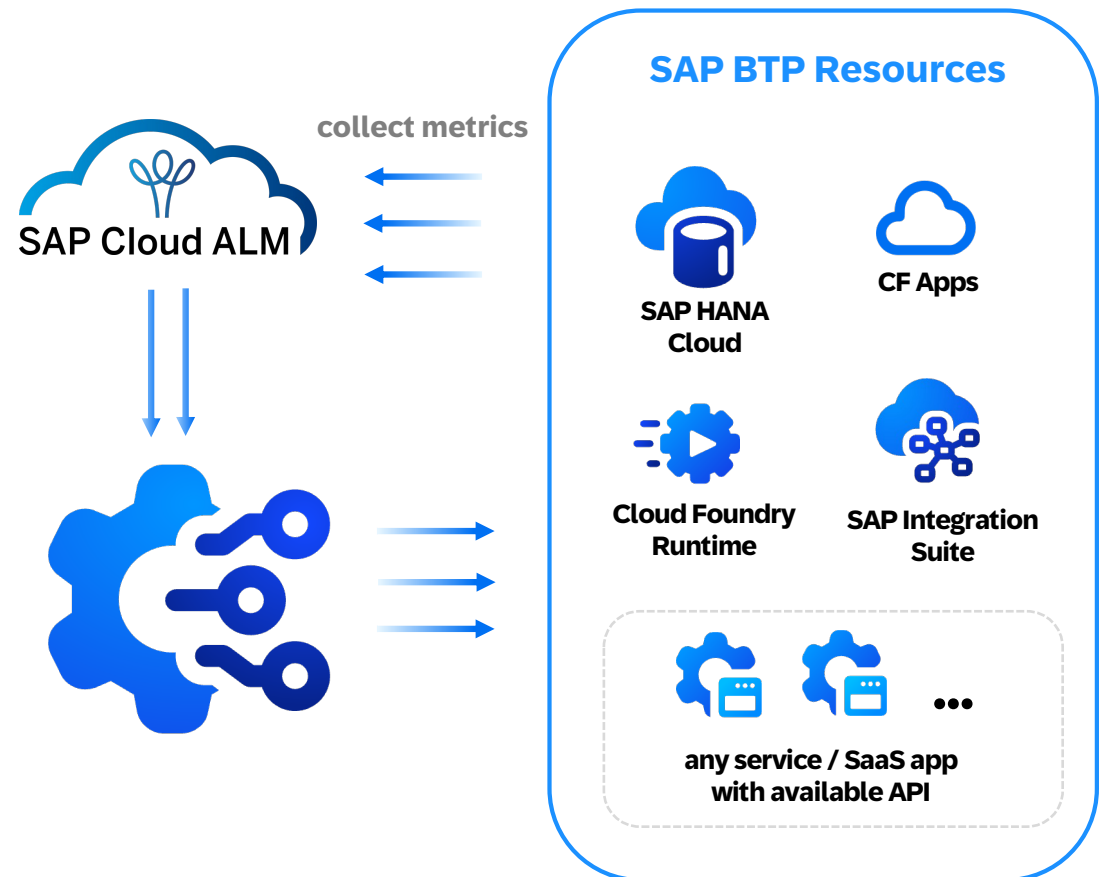 SAP BTP Resources
collect metrics
SAP Cloud ALM
SAP HANA
Cloud
CF Apps
Cloud Foundry
Runtime
SAP Integration
Suite
any service / SaaS app
with available API